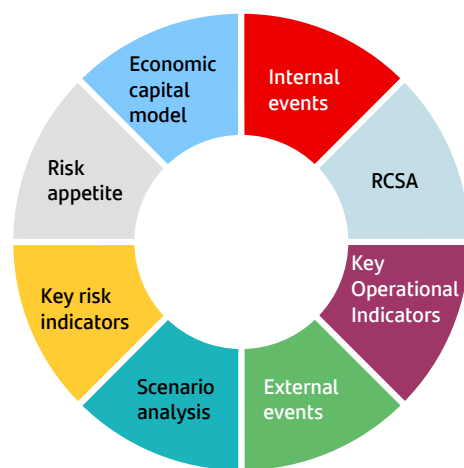 Economic
capital
model
Internal
events
RCSA
Key
Operational
Indicators
External
events
Scenario
analysis
Key risk
indicators
Risk
appetite